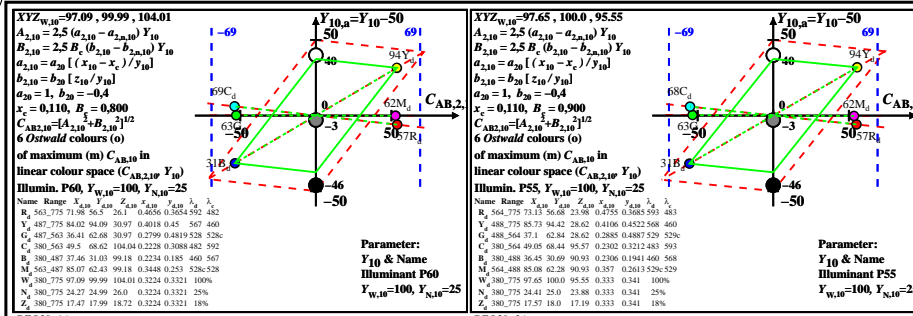 XYZW,10=97.09 , 99.99 , 104.01
A2,10 = 2,5 (a2,10 − a2,n,10) Y10
B2,10 = 2,5 Bc (b2,10 − b2,n,10) Y10
a2,10 = a20 [ (x10 − xc) / y10]
b2,10 = b20 [z10 / y10]
a20 = 1, b20 = −0,4
xc = 0,110, Bc = 0,800
CAB2,10=[A2,10 2+B2,10 2]1/2
6 Ostwald colours (o)
of maximum (m) CAB,10 in
linear colour space (CAB2,10, Y10)
Illumin. P60, YW,10=100, YN,10=25
−69
Y10,a=Y10−50
50
69
94Yd
40
69Cd
0
62Md
CAB,2,
63G
−50
−3
50
57Rd
31Bd
−46
−50
Name Range Xd,10 Yd,10 Zd,10 xd,10 yd,10 λd λc
Rd 563_775 71.98 56.5 26.1 0.4656 0.3654 592 482
Yd 487_775 84.02 94.09 30.97 0.4018 0.45 567 460
Gd 487_563 36.41 62.68 30.97 0.2799 0.4819 528 528c
Cd 380_563 49.5 68.62 104.04 0.2228 0.3088 482 592
Bd 380_487 37.46 31.03 99.18 0.2234 0.185 460 567
Md 563_487 85.07 62.43 99.18 0.3448 0.253 528c 528
Wd 380_775 97.09 99.99 104.01 0.3224 0.3321 100%
Nd 380_775 24.27 24.99 26.0 0.3224 0.3321 25%
Zd 380_775 17.47 17.99 18.72 0.3224 0.3321 18%
Parameter:
Y10 & Name
Illuminant P60
YW,10=100, YN,10=25
XYZW,10=97.65 , 100.0 , 95.55
A2,10 = 2,5 (a2,10 − a2,n,10) Y10
B2,10 = 2,5 Bc (b2,10 − b2,n,10) Y10
a2,10 = a20 [ (x10 − xc) / y10]
b2,10 = b20 [z10 / y10]
a20 = 1, b20 = −0,4
xc = 0,110, Bc = 0,900
CAB2,10=[A2,10 2+B2,10 2]1/2
6 Ostwald colours (o)
of maximum (m) CAB,10 in
linear colour space (CAB2,10, Y10)
Illumin. P55, YW,10=100, YN,10=25
−69
Y10,a=Y10−50
50
69
94Yd
40
68Cd
0
62Md
CAB,2,
63G
−50
−3
50
57Rd
31Bd
−46
−50
Name Range Xd,10 Yd,10 Zd,10 xd,10 yd,10 λd λc
Rd 564_775 73.13 56.68 23.98 0.4755 0.3685 593 483
Yd 488_775 85.73 94.42 28.62 0.4106 0.4522 568 460
Gd 488_564 37.1 62.84 28.62 0.2885 0.4887 529 529c
Cd 380_564 49.05 68.44 95.57 0.2302 0.3212 483 593
Bd 380_488 36.45 30.69 90.93 0.2306 0.1941 460 568
Md 564_488 85.08 62.28 90.93 0.357 0.2613 529c 529
Wd 380_775 97.65 100.0 95.55 0.333 0.341 100%
Nd 380_775 24.41 25.0 23.88 0.333 0.341 25%
Zd 380_775 17.57 18.0 17.19 0.333 0.341 18%
Parameter:
Y10 & Name
Illuminant P55
YW,10=100, YN,10=2